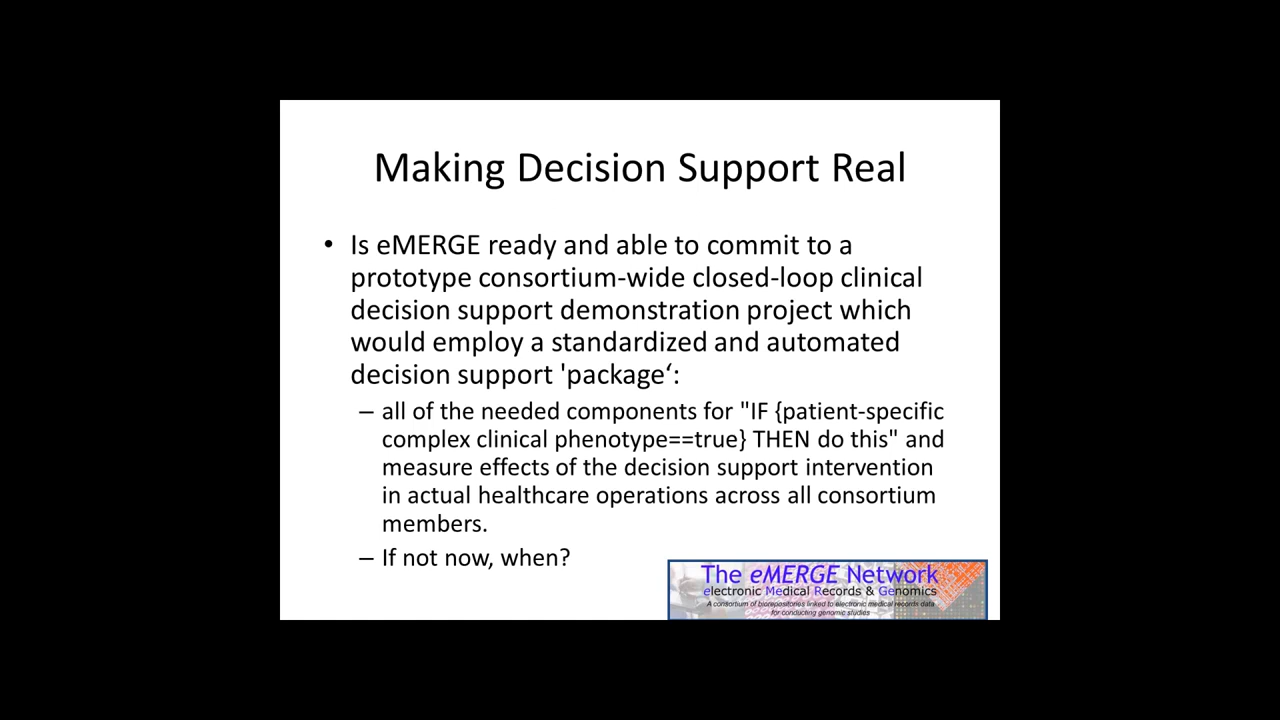 Making Decision Support Real
• Is eMERGE ready and able to commit to a
prototype consortium-wide closed-loop clinical
decision support demonstration project which
would employ a standardized and automated
decision support 'package‘:
– all of the needed components for "IF {patient-specific
complex clinical phenotype==true} THEN do this" and
measure effects of the decision support intervention
in actual healthcare operations across all consortium
members.
– If not now, when?
The eMERGE Network
electronic Medical Records & Genomics
A consortium of biorepositories linked to electronic medical records data
for conducting genomic studies